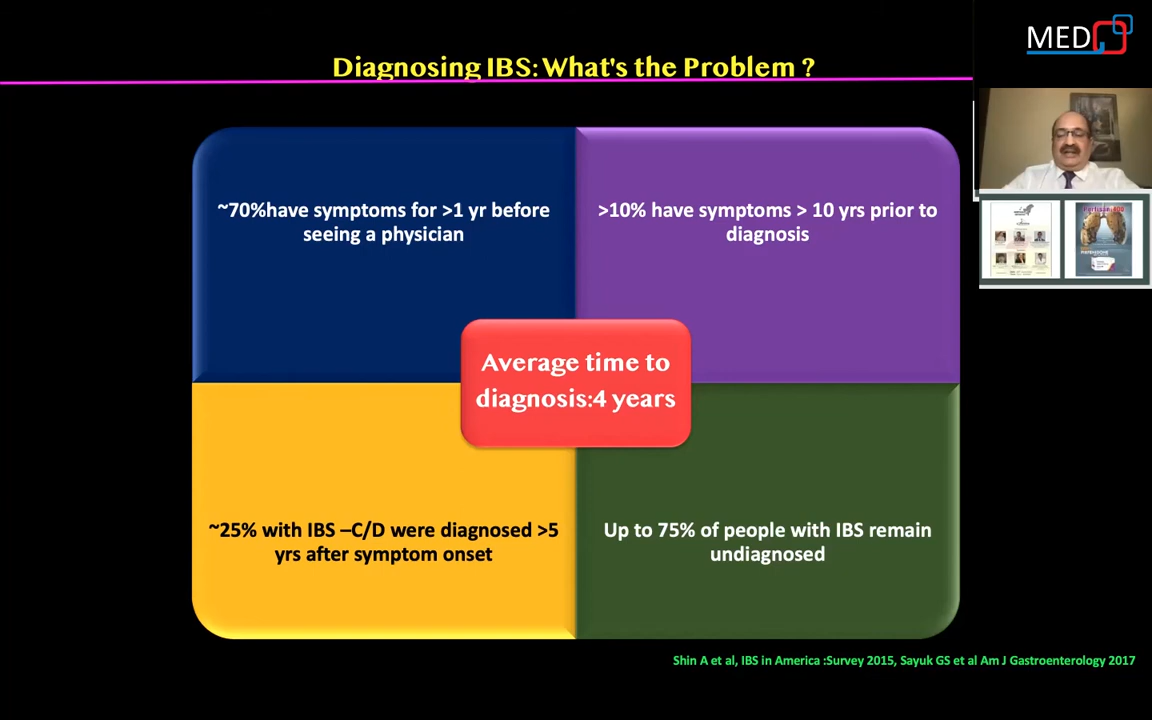 Diagnosing IBS: What's the Problem ?
MED
~70%have symptoms for >1 yr before
seeing a physician
>10% have symptoms > 10 yrs prior to
diagnosis
Average time to
diagnosis:4 years
~25% with IBS –C/D were diagnosed >5
yrs after symptom onset
Up to 75% of people with IBS remain
undiagnosed
Shin A et al, IBS in America :Survey 2015, Sayuk GS et al Am J Gastroenterology 2017